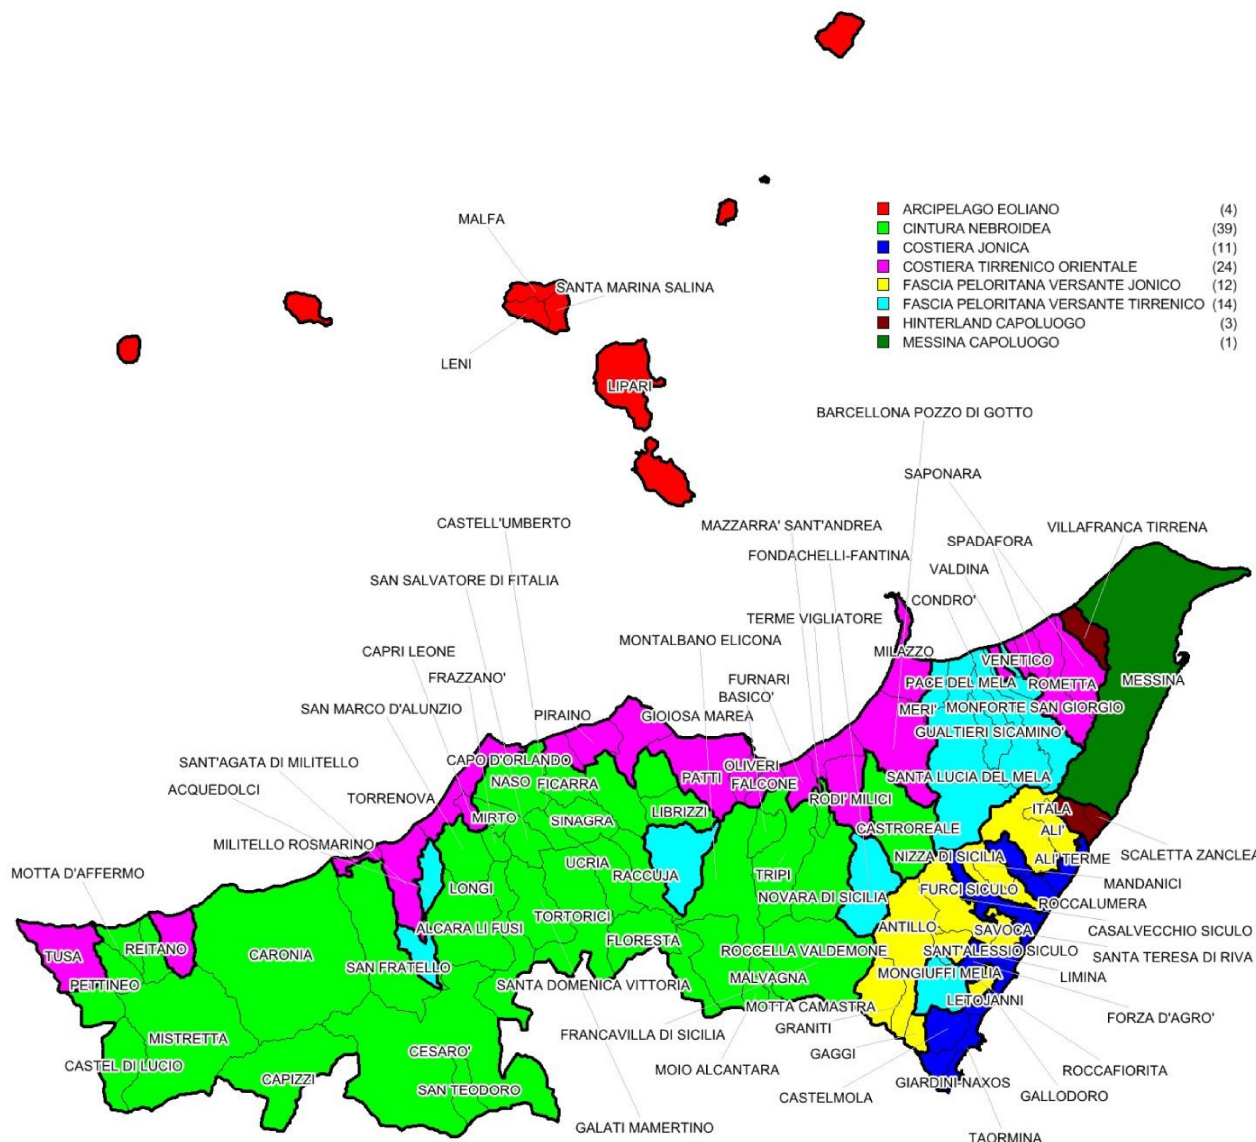 MALFA
SANTA MARINA SALINA
LENI
LIPARI
ARCIPELAGO EOLIANO (4)
CINTURA NEBROIDEA (39)
COSTIERA JONICA (11)
COSTIERA TIRRENICO ORIENTALE (24)
FASCIA PELORITANA VERSANTE JONICO (12)
FASCIA PELORITANA VERSANTE TIRRENICO (14)
HINTERLAND CAPOLUOGO (3)
MESSINA CAPOLUOGO (1)
BARCELLONA POZZO DI GOTTO
SAPONARA
CASTELL'UMBERTO
MAZZARRA' SANT'ANDREA
VILLAFRANCA TIRRENA
SPADAFORA
FONDACHELLI-FANTINA
VALDINA
SAN SALVATORE DI FITALIA
CONDRO'
TERME VIGLIATORE
MONTALBANO ELICONA
CAPRI LEONE
MILAZZO
VENETICO
FRAZZANO'
FURNARI
PACE DEL MELA
ROMETTA
MESSINA
BASICO'
SAN MARCO D'ALUNZIO
PIRAINO
GIOIOSA MAREA
MERI'
MONFORTE SAN GIORGIO
GUALTIERI SICAMINO'
SANT'AGATA DI MILITELLO
CAPO D'ORLANDO
OLIVERI
ACQUEDOLCI
NASO
FICARRA
PATTI
FALCONE
SANTA LUCIA DEL MELA
TORRENOVA
RODI' MILICI
LIBRIZZI
ITALA
MIRTO
SINAGRA
CASTROREALE
ALI'
MILITELLO ROSMARINO
NIZZA DI SICILIA
ALI' TERME
SCALETTA ZANCLEA
MOTTA D'AFFERMO
UCRIA
RACCUJA
TRIPI
MANDANICI
LONGI
NOVARA DI SICILIA
FURCI SICULO
ROCCALUMERA
TORTORICI
ALCARA LI FUSI
ANTILLO
SAVOCA
CASALVECCHIO SICULO
REITANO
FLORESTA
TUSA
CARONIA
ROCCELLA VALDEMONE
SANT'ALESSIO SICULO
SANTA TERESA DI RIVA
SAN FRATELLO
MALVAGNA
MONGIUFFI MELIA
LIMINA
PETTINEO
SANTA DOMENICA VITTORIA
LETOJANNI
MOTTA CAMASTRA
FORZA D'AGRO'
FRANCAVILLA DI SICILIA
GRANITI
MISTRETTA
CESARO'
GAGGI
CASTEL DI LUCIO
MOIO ALCANTARA
ROCCAFIORITA
CAPIZZI
SAN TEODORO
GIARDINI-NAXOS
CASTELMOLA
GALLODORO
GALATI MAMERTINO
TAORMINA